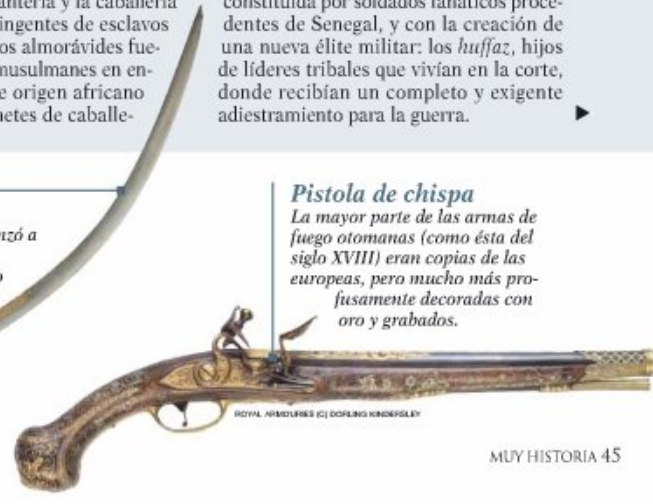 antería y la caballería
ingentes de esclavos
os almorávides fue-
musulmanes en en-
e origen africano
netes de caballe-
constituida por soldados fanáticos proce-
dentes de Senegal, y con la creación de
una nueva élite militar: los huffaz, hijos
de líderes tribales que vivían en la corte,
donde recibían un completo y exigente
adiestramiento para la guerra.
nzó a
o
Pistola de chispa
La mayor parte de las armas de
fuego otomanas (como ésta del
siglo XVIII) eran copias de las
europeas, pero mucho más pro-
fusamente decoradas con
oro y grabados.
ROYAL ARMOURIES (C) DORLING KINDERSLEY
MUY HISTORIA 45